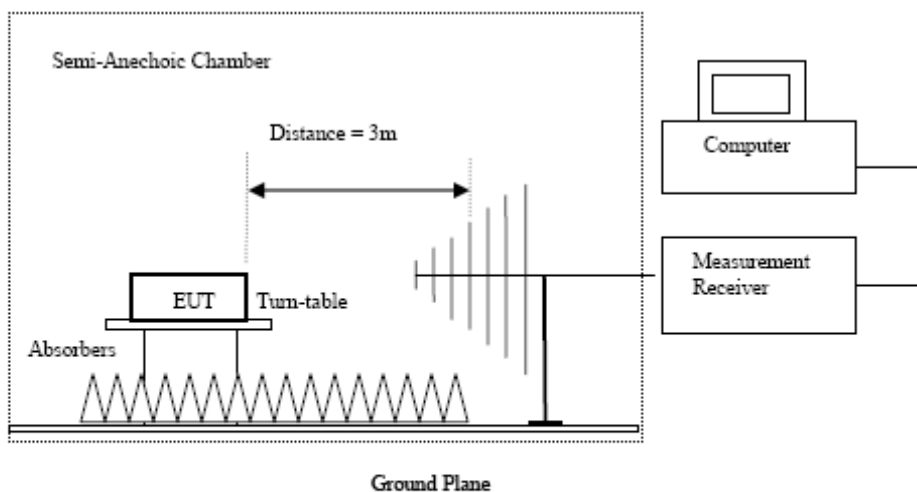 Semi-Anechoic Chamber
Distance = 3m
Computer
Measurement
Receiver
EUT
Turn-table
Absorbers
Ground Plane